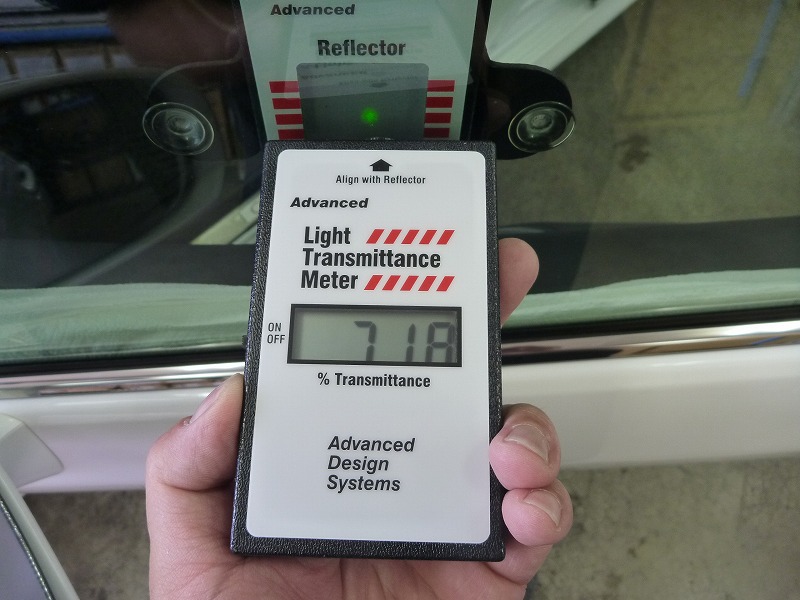 Advanced
Reflector
Align with Reflector
Advanced
Light
Transmittance
Meter
ON
OFF
718
% Transmittance
Advanced
Design
Systems